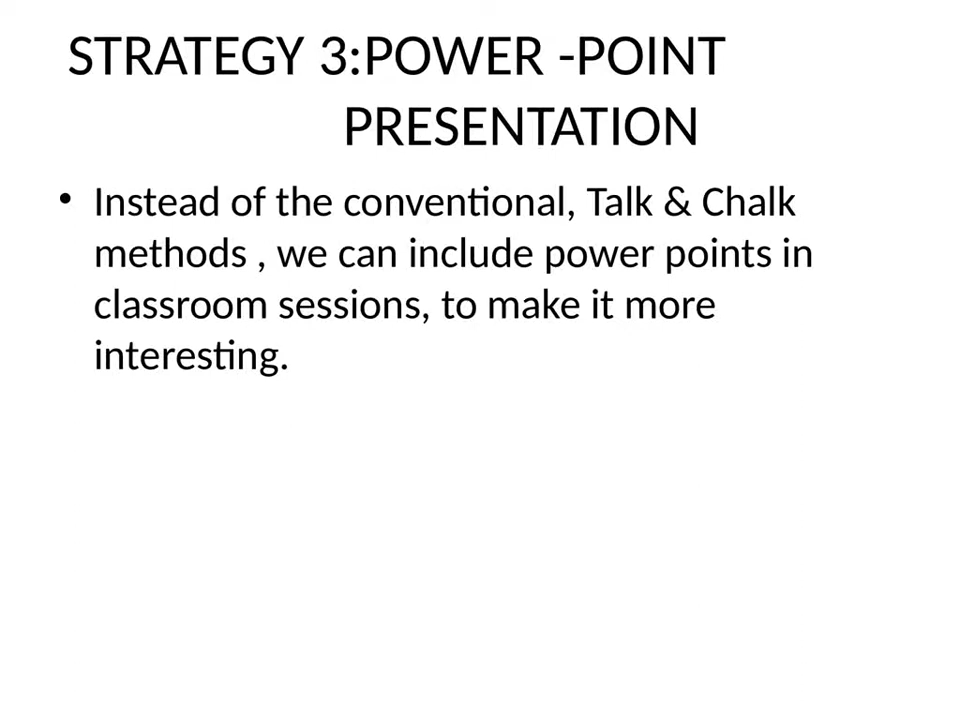 STRATEGY 3:POWER -POINT
PRESENTATION
• Instead of the conventional, Talk & Chalk
methods , we can include power points in
classroom sessions, to make it more
interesting.